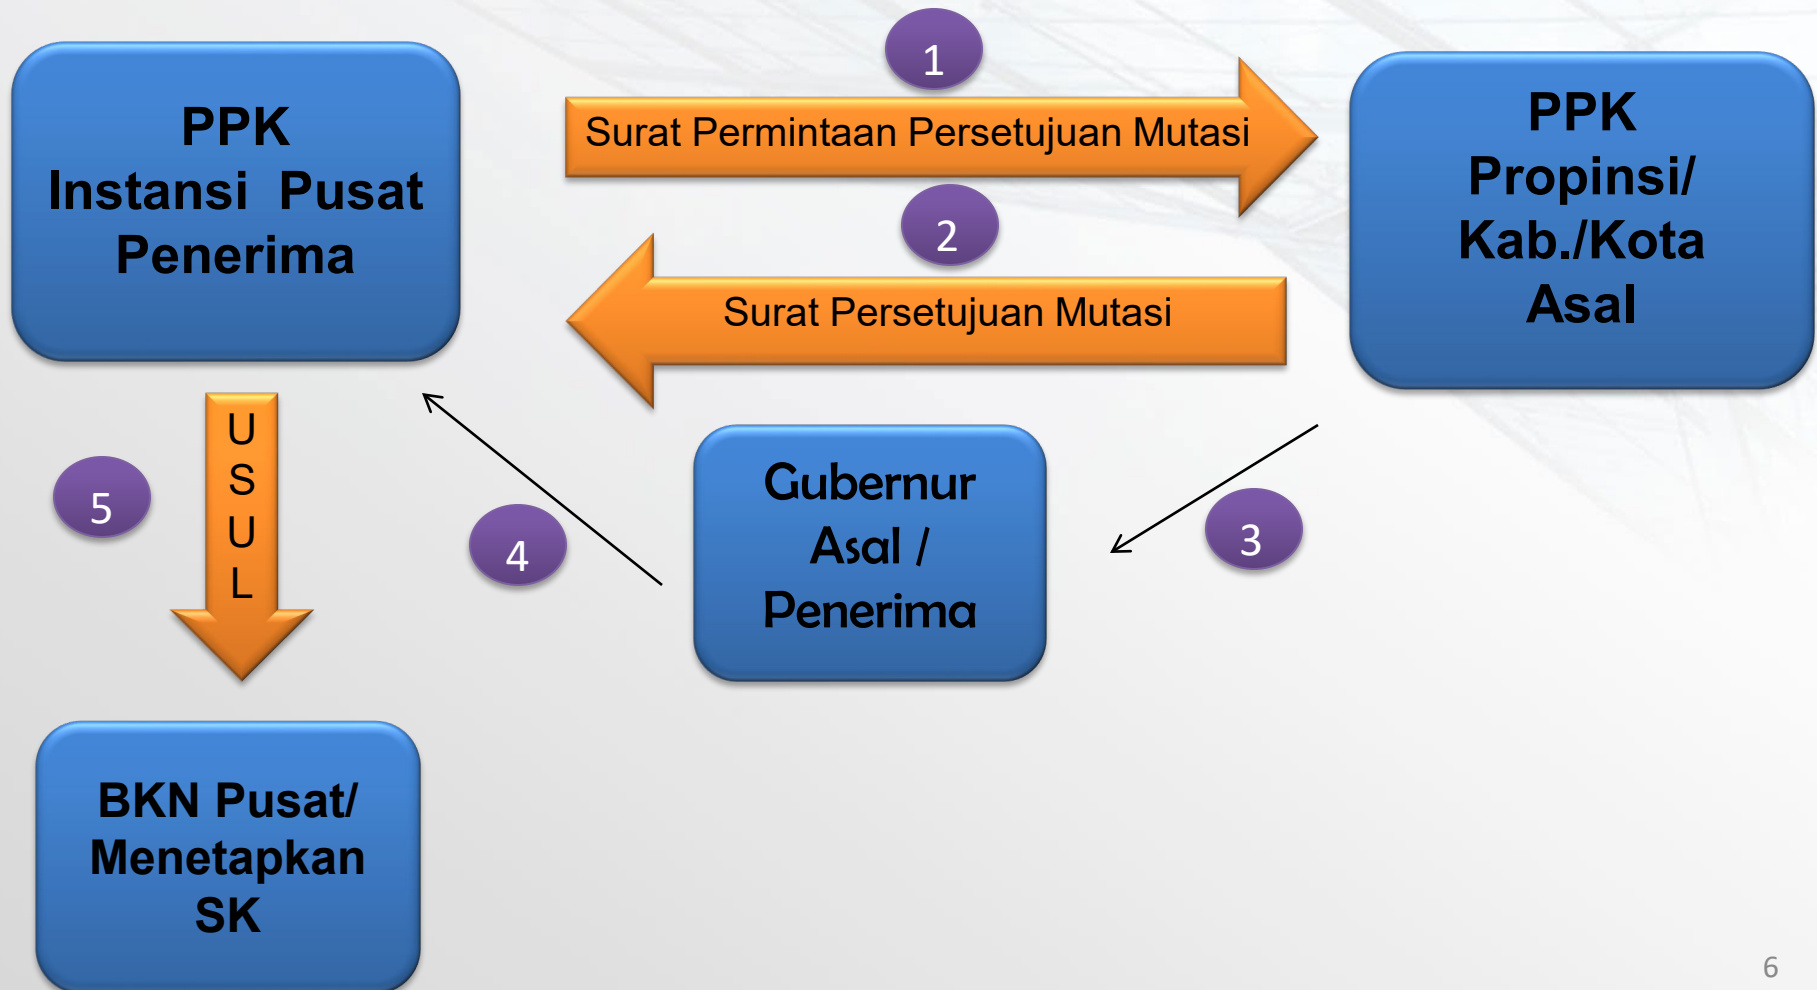 1
PPK
Instansi Pusat
Penerima
Surat Permintaan Persetujuan Mutasi
PPK
Propinsi/
Kab./Kota
Asal
2
Surat Persetujuan Mutasi
U
S
U
L
5
4
Gubernur
Asal /
Penerima
3
BKN Pusat/
Menetapkan
SK
6